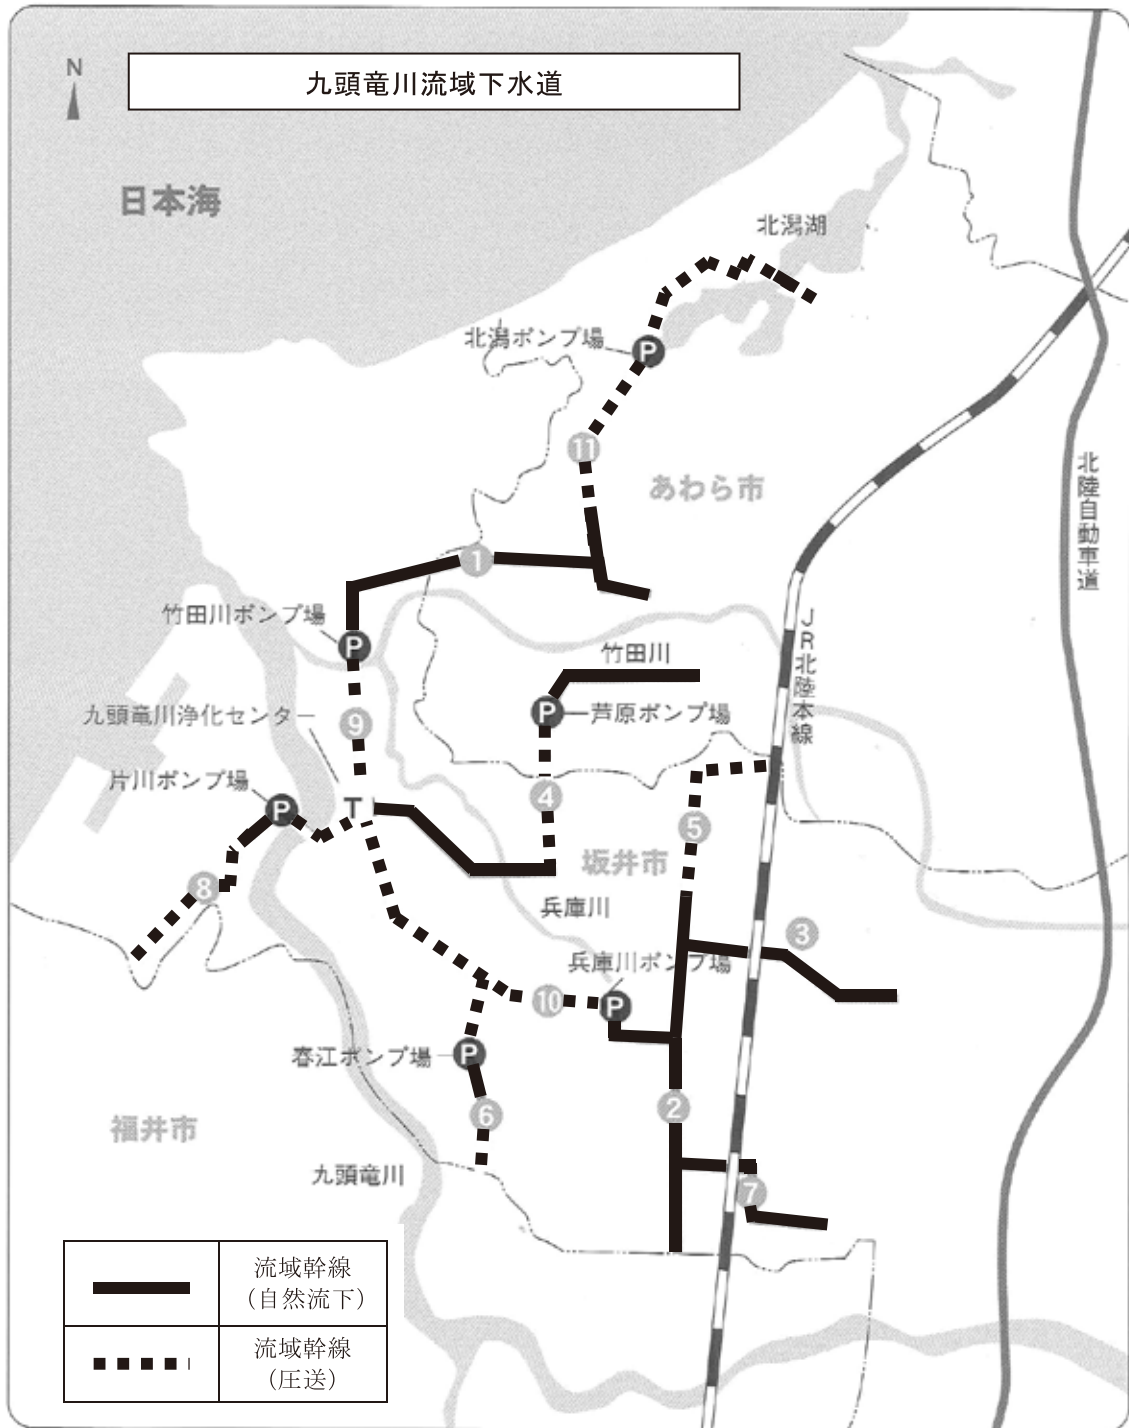 九頭竜川流域下水道
N
日本海
北潟湖
北潟ポンプ場
P
⑪
あわら市
北陸自動車道
①
竹田川ポンプ場
P
JR北陸本線
竹田川
九頭竜川浄化センター
⑨
P
芦原ポンプ場
片川ポンプ場
P
T
④
⑤
坂井市
⑧
兵庫川
③
兵庫川ポンプ場
⑩
P
春江ポンプ場
P
⑥
②
福井市
九頭竜川
⑦
流域幹線
(自然流下)
流域幹線
(圧送)